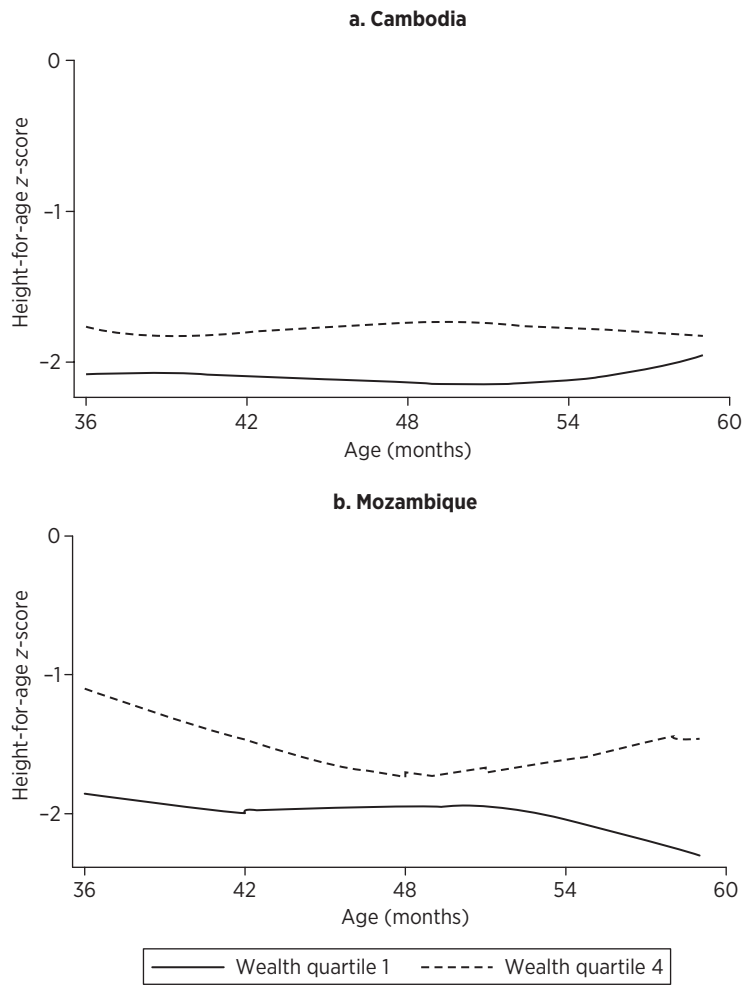 a. Cambodia
0
–1
–2
Height-for-age z-score
36 42 48 54 60
Age (months)
b. Mozambique
0
–1
–2
Height-for-age z-score
36 42 48 54 60
Age (months)
Wealth quartile 1 Wealth quartile 4